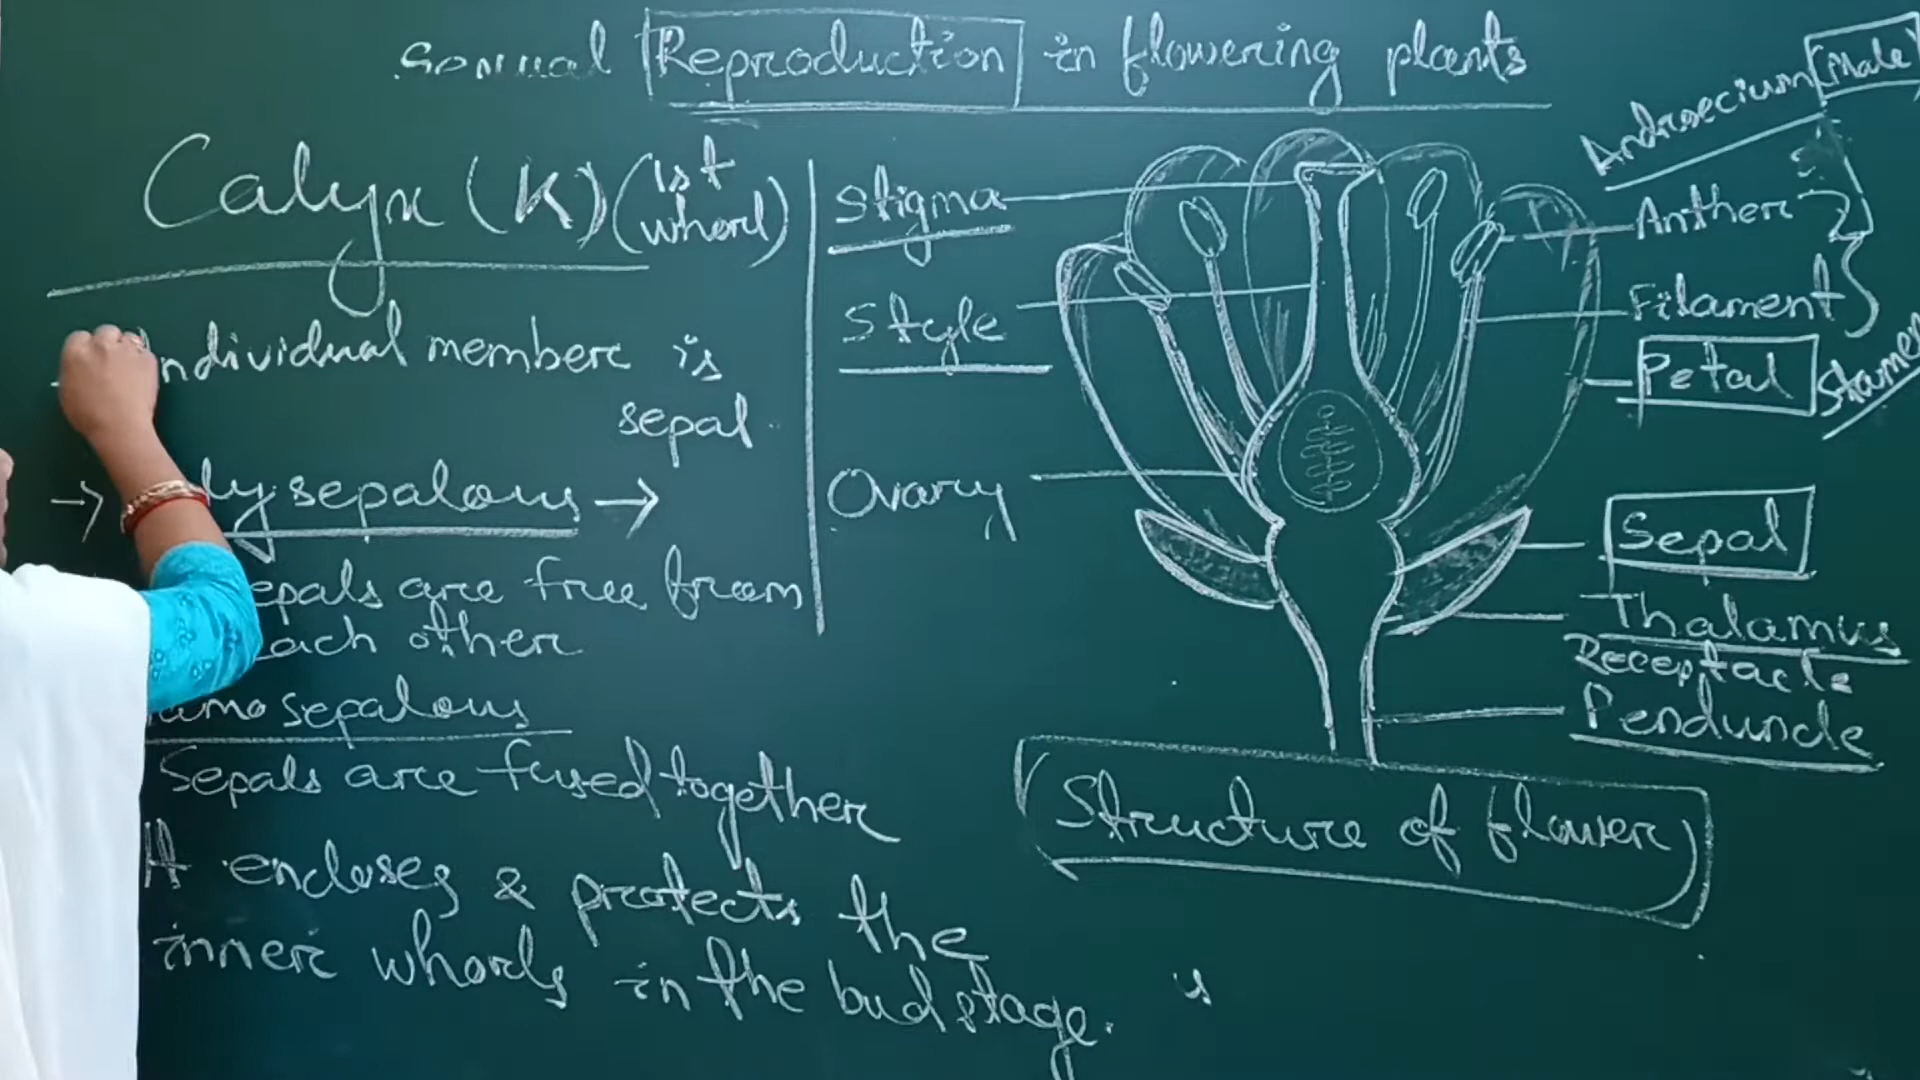 Sexual Reproduction in flowering plants
Calyx (K) (1st whorl)
Individual member is
sepal.
→ lysepalous →
epals are free from
each other
amosepalous
Sepals are fused together
It encloses & protects the
inner whorls in the bud stage.
Stigma
Style
Ovary
Androecium (Male)
Anther
Filament
Stamen
Petal
Sepal
Thalamus
Receptacle
Penduncle
Structure of flower